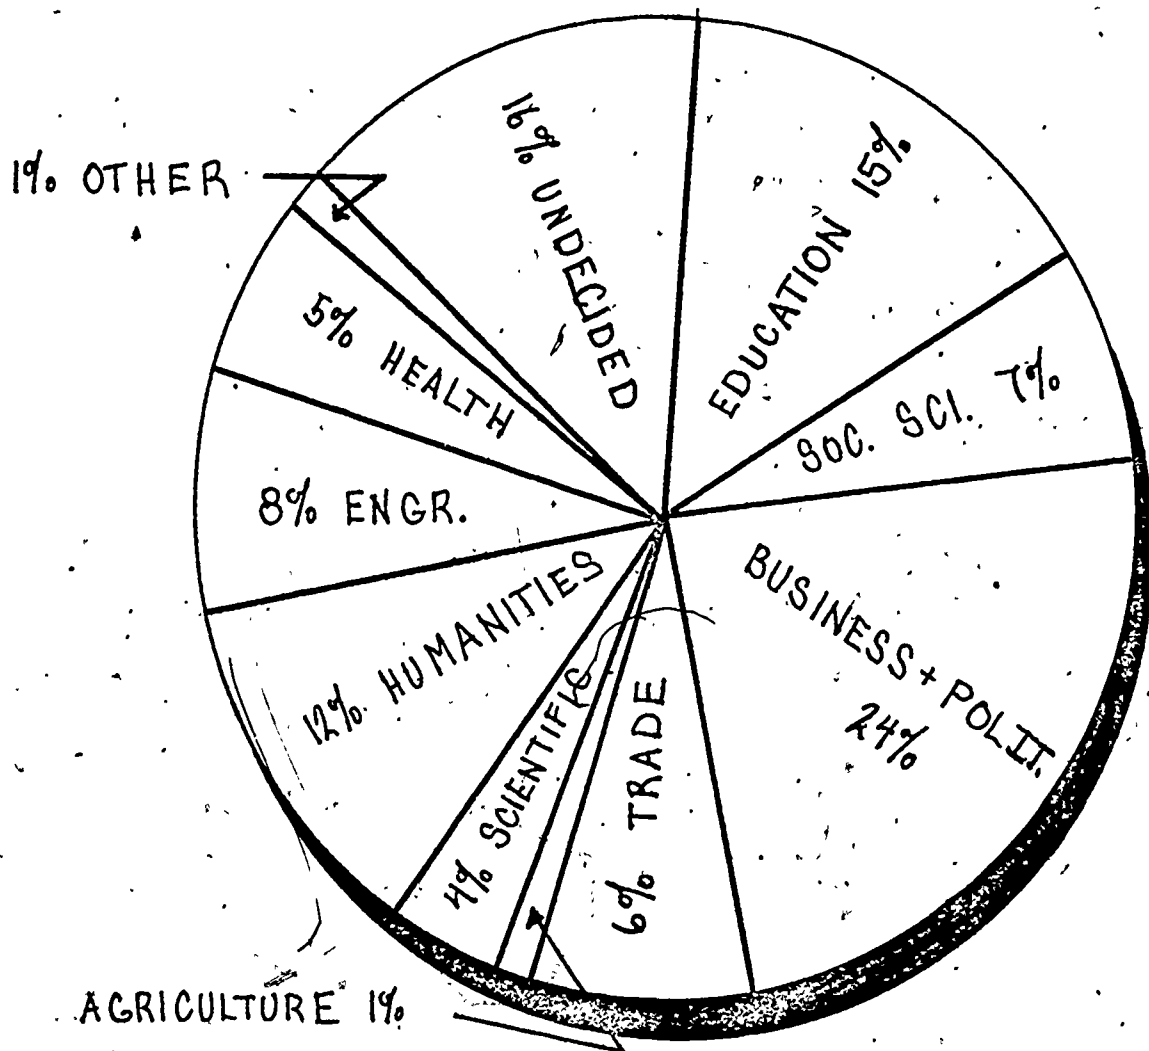 16% UNDECIDED
EDUCATION 15%
SOC. SCI. 7%
BUSINESS + POLIT.
24%
6% TRADE
AGRICULTURE 1%
4% SCIENTIFIC
12% HUMANITIES
8% ENGR.
5% HEALTH
1% OTHER